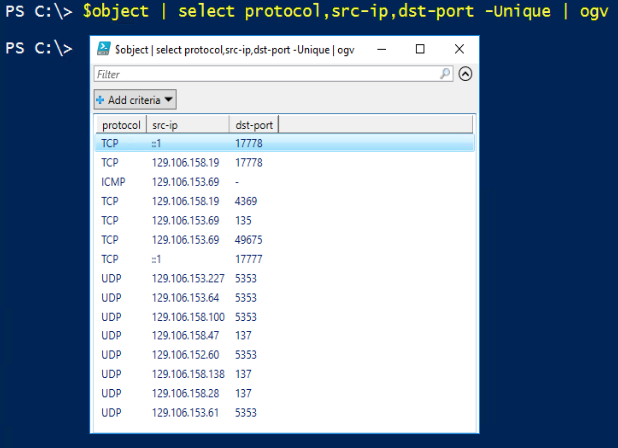 PS C:\> $object | select protocol,src-ip,dst-port -Unique | ogv
PS C:\>
$object | select protocol,src-ip,dst-port -Unique | ogv
Filter
Add criteria
protocol src-ip dst-port
TCP ::1 17778
TCP 129.106.158.19 17778
ICMP 129.106.153.69 -
TCP 129.106.158.19 4369
TCP 129.106.153.69 135
TCP 129.106.153.69 49675
TCP ::1 17777
UDP 129.106.153.227 5353
UDP 129.106.153.64 5353
UDP 129.106.158.100 5353
UDP 129.106.158.47 137
UDP 129.106.152.60 5353
UDP 129.106.158.138 137
UDP 129.106.158.28 137
UDP 129.106.153.61 5353